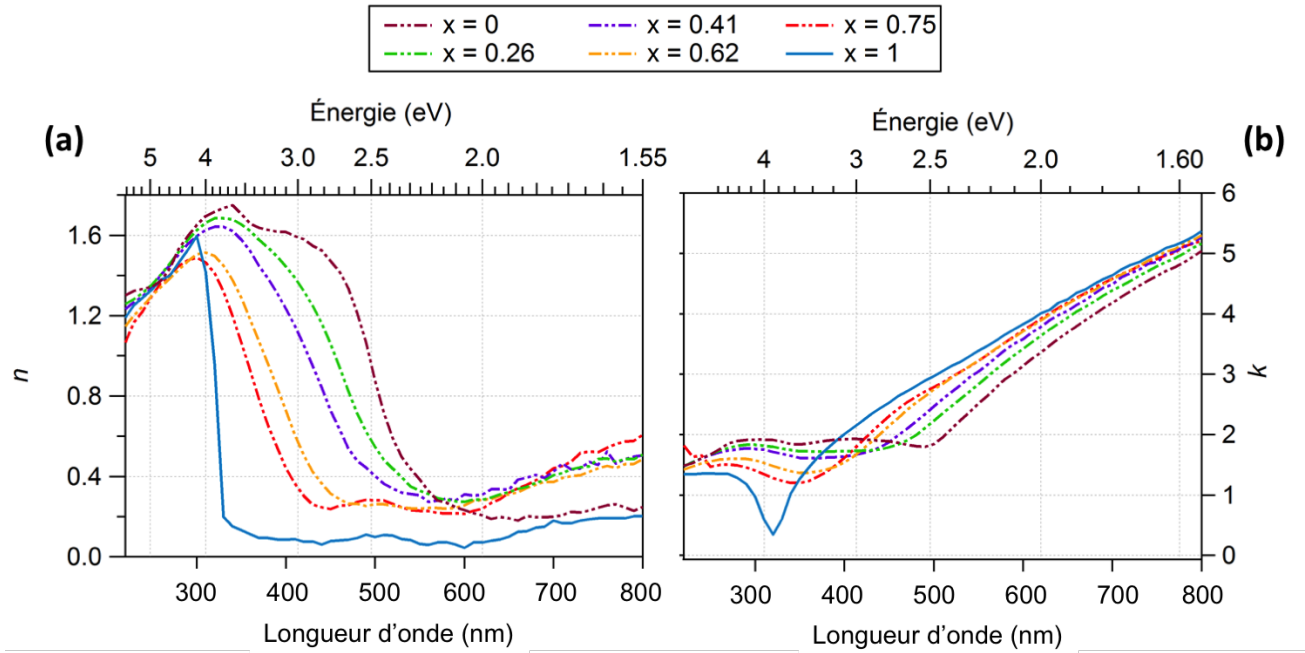 x = 0 x = 0.41 x = 0.75
x = 0.26 x = 0.62 x = 1
(a)
Énergie (eV)
5 4 3.0 2.5 2.0 1.55
n
1.6
1.2
0.8
0.4
0.0
300 400 500 600 700 800
Longueur d'onde (nm)
(b)
Énergie (eV)
4 3 2.5 2.0 1.60
k
6
5
4
3
2
1
0
300 400 500 600 700 800
Longueur d'onde (nm)